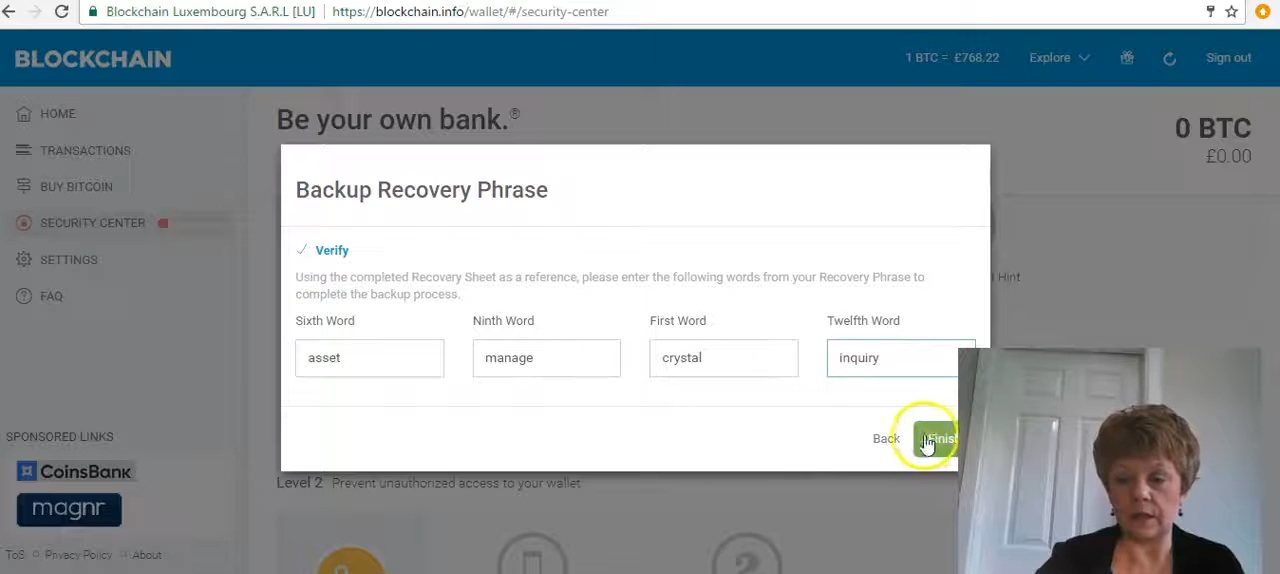 Blockchain Luxembourg S.A.R.L [LU] https://blockchain.info/wallet/#/security-center
BLOCKCHAIN
1 BTC = £768.22 Explore Sign out
HOME
TRANSACTIONS
BUY BITCOIN
SECURITY CENTER
SETTINGS
FAQ
Be your own bank.®
0 BTC
£0.00
Backup Recovery Phrase
Verify
Using the completed Recovery Sheet as a reference, please enter the following words from your Recovery Phrase to
complete the backup process.
Sixth Word Ninth Word First Word Twelfth Word
asset manage crystal inquiry
Back Finish
Hint
Level 2 Prevent unauthorized access to your wallet
SPONSORED LINKS
CoinsBank
magnr
ToS Privacy Policy About